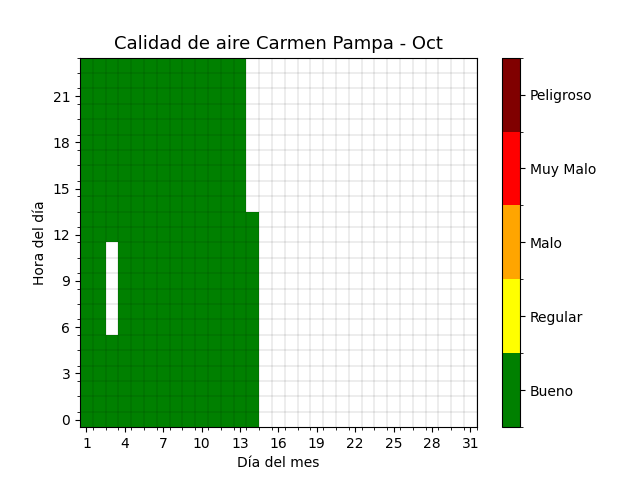 Calidad de aire Carmen Pampa - Oct
Hora del día
21
18
15
12
9
6
3
0
1 4 7 10 13 16 19 22 25 28 31
Día del mes
Peligroso
Muy Malo
Malo
Regular
Bueno